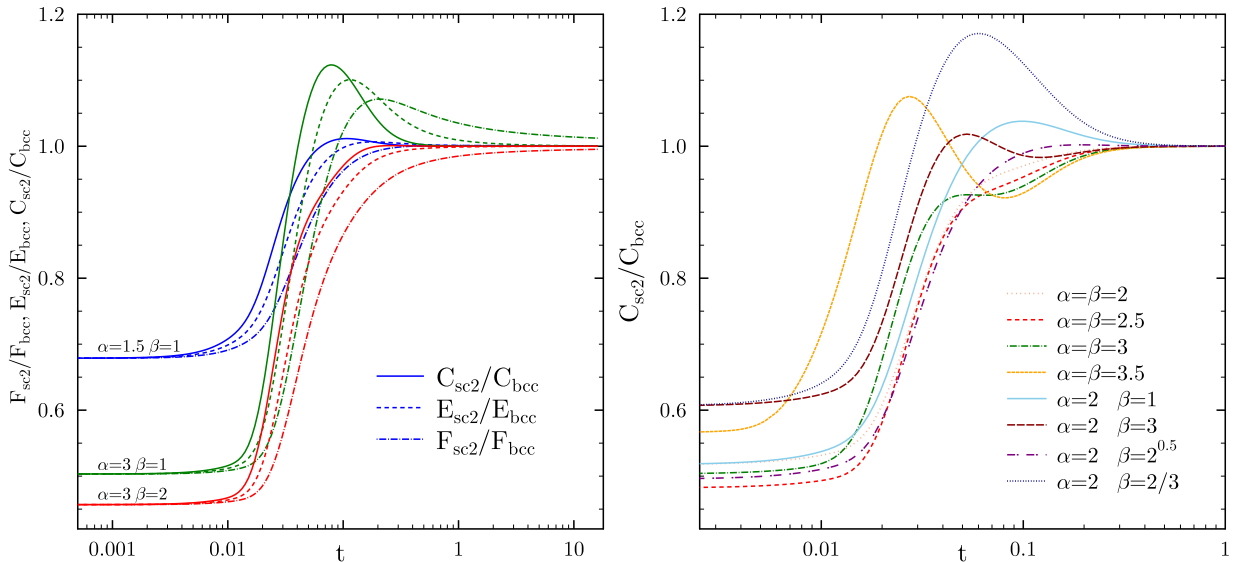 1.2
1.0
0.8
0.6
F_sc2/F_bcc, E_sc2/E_bcc, C_sc2/C_bcc
α=1.5 β=1
α=3 β=1
α=3 β=2
C_sc2/C_bcc
E_sc2/E_bcc
F_sc2/F_bcc
0.001 0.01 t 1 10
1.2
1.0
0.8
0.6
C_sc2/C_bcc
α=β=2
α=β=2.5
α=β=3
α=β=3.5
α=2 β=1
α=2 β=3
α=2 β=2^0.5
α=2 β=2/3
0.01 t 0.1 1